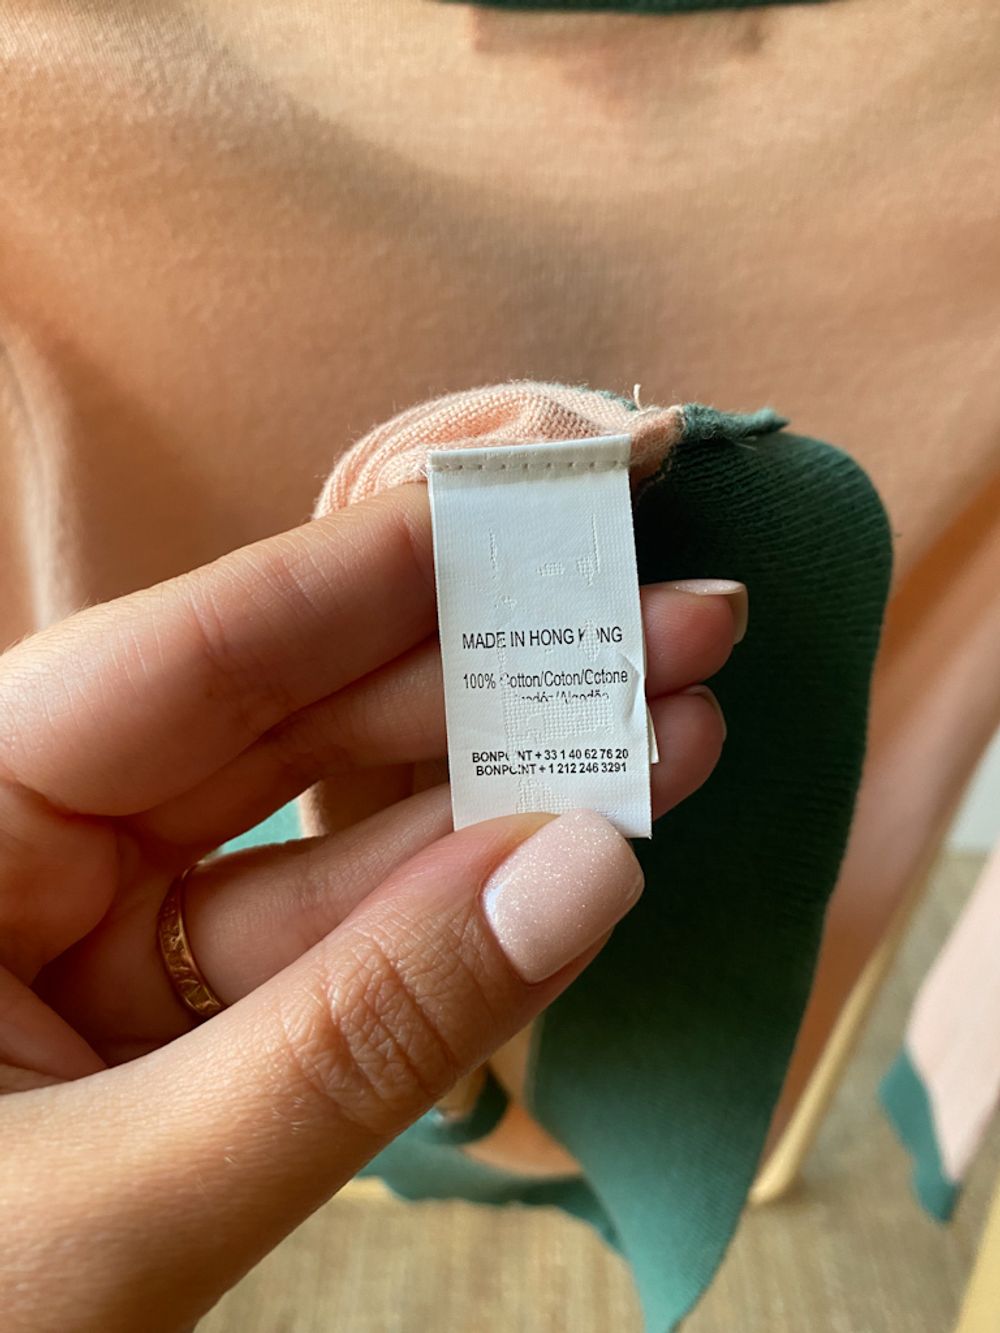 MADE IN HONG KONG
100% Cotton/Coton/Cotone
BONPOINT + 33 1 40 62 76 20
BONPOINT + 1 212 246 3291